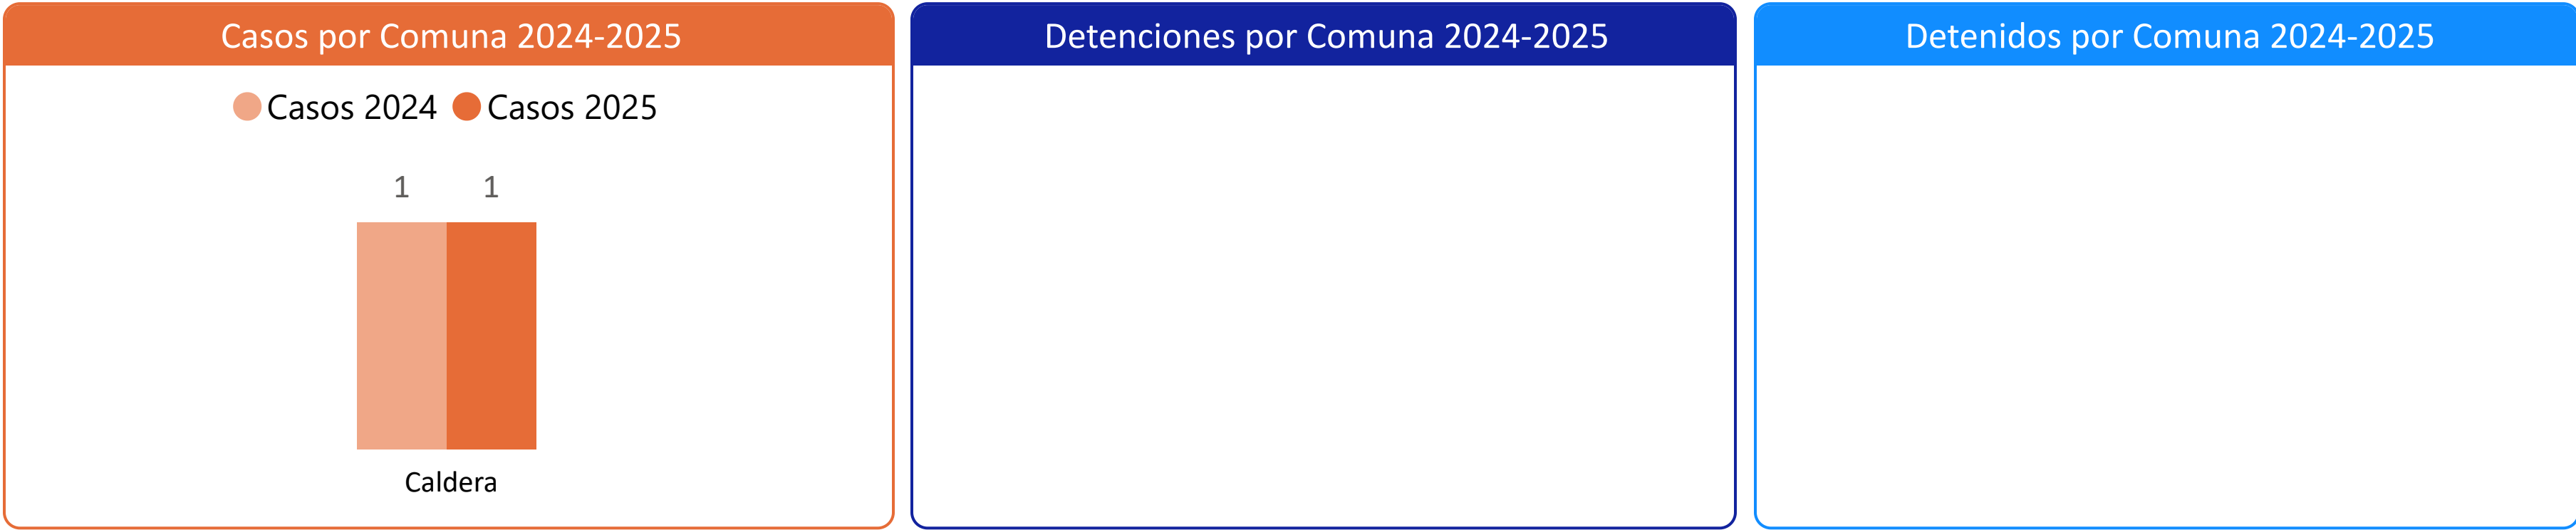 Casos por Comuna 2024-2025
Casos 2024 Casos 2025
1 1
Caldera
Detenciones por Comuna 2024-2025
Detenidos por Comuna 2024-2025